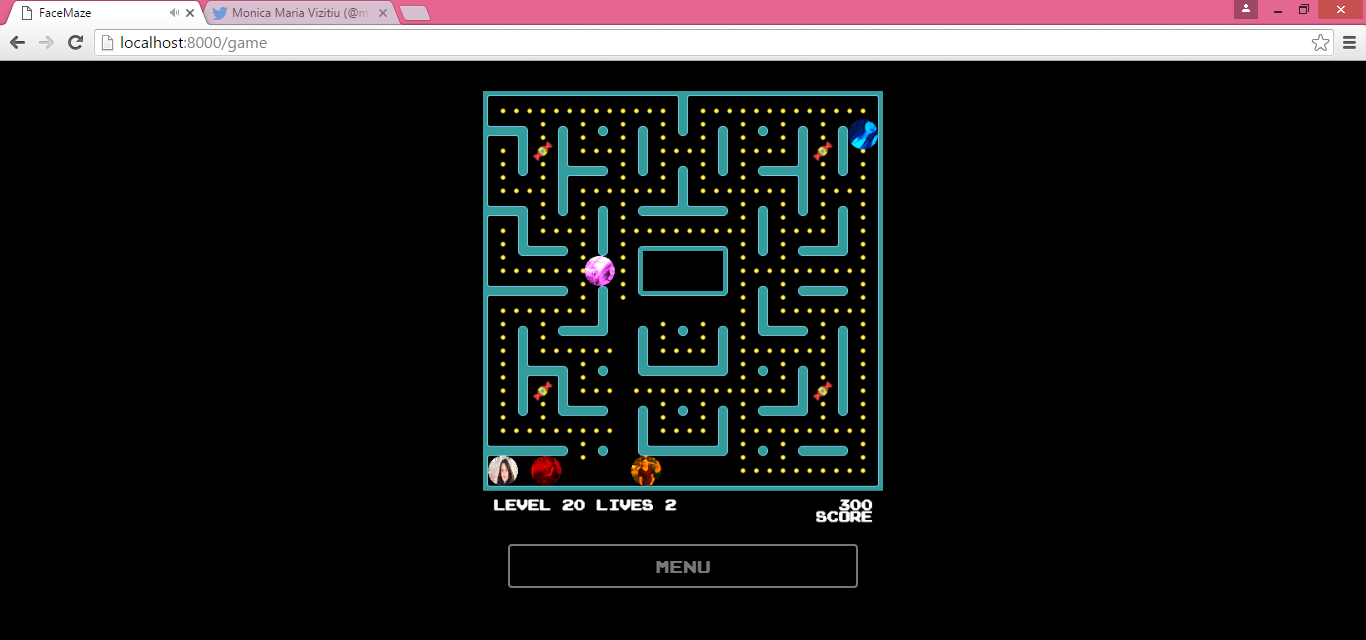 FaceMaze
Monica Maria Vizitiu (@m
localhost:8000/game
LEVEL 20 LIVES 2
300
SCORE
MENU